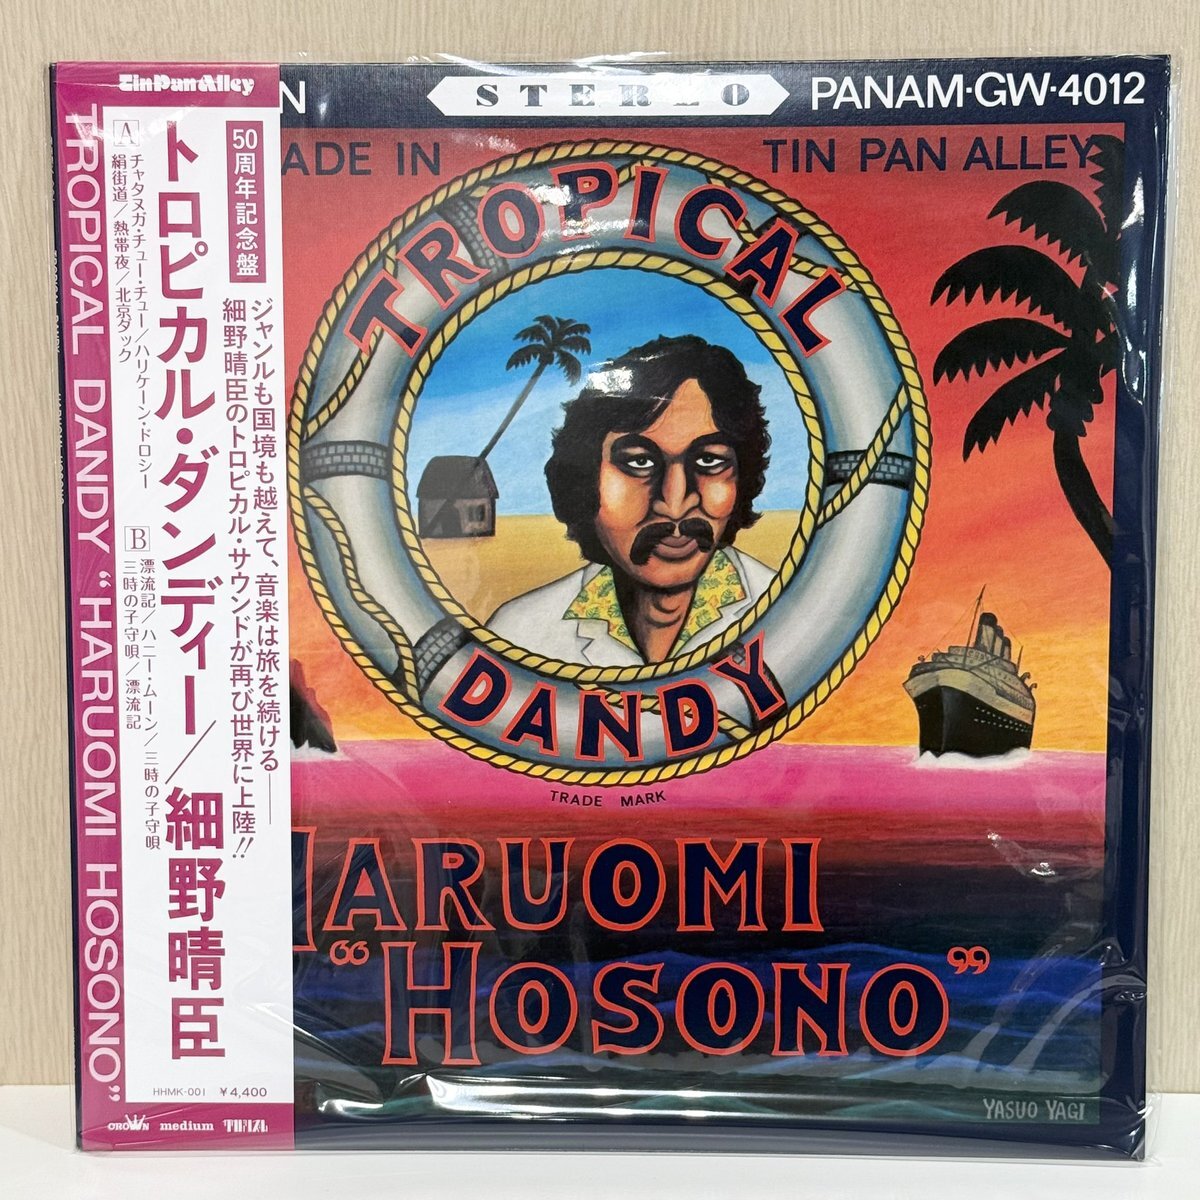 Tin Pan Alley
TROPICAL DANDY “HARUOMI HOSONO”
トロピカル・ダンディー/細野晴臣
50周年記念盤
ジャンルも国境も越えて、音楽は旅を続ける——
細野晴臣のトロピカル・サウンドが再び世界に上陸!!
A
チャタヌガ・チュー・チュー/ハリケーン・ドロシー
絹街道/熱帯夜/北京ダック
B
漂流記/ハニー・ムーン/三時の子守唄
三時の子守唄/漂流記
HHMK-001 ¥4,400
CROWN medium
N
STEREO
PANAM·GW·4012
ADE IN
TIN PAN ALLEY
TROPICAL
DANDY
TRADE MARK
HARUOMI
“HOSONO”
YASUO YAGI